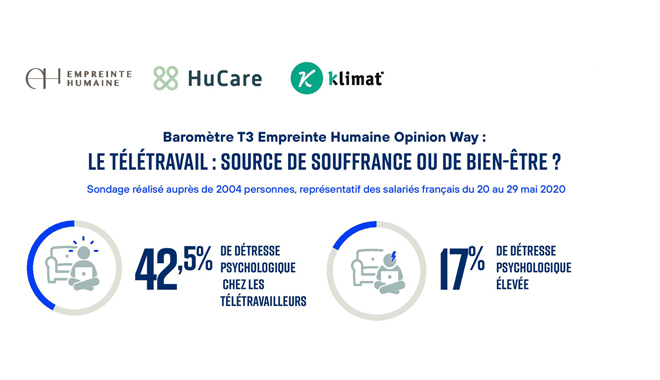 EMPREINTE
HUMAINE
HuCare
klimat
Baromètre T3 Empreinte Humaine Opinion Way :
LE TÉLÉTRAVAIL : SOURCE DE SOUFFRANCE OU DE BIEN-ÊTRE ?
Sondage réalisé auprès de 2004 personnes, représentatif des salariés français du 20 au 29 mai 2020
42,5%
DE DÉTRESSE
PSYCHOLOGIQUE
CHEZ LES
TÉLÉTRAVAILLEURS
17%
DE DÉTRESSE
PSYCHOLOGIQUE
ÉLEVÉE